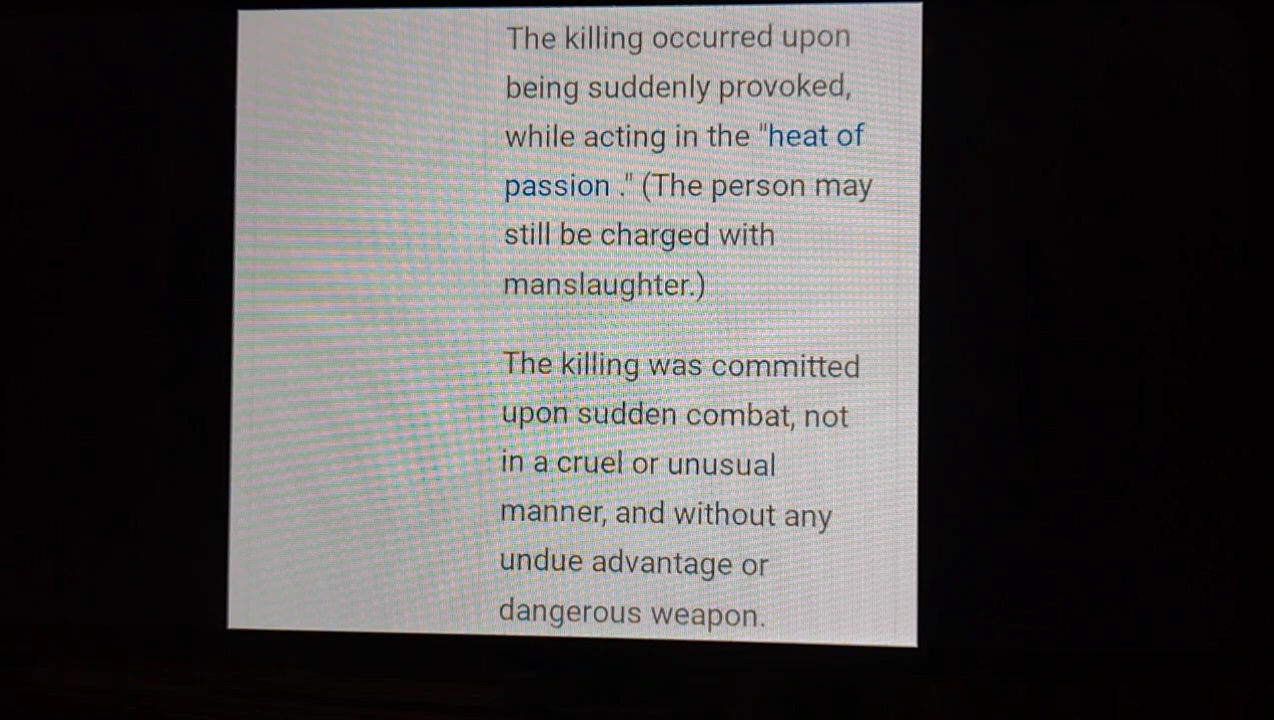 The killing occurred upon
being suddenly provoked,
while acting in the "heat of
passion ." (The person may
still be charged with
manslaughter.)
The killing was committed
upon sudden combat, not
in a cruel or unusual
manner, and without any
undue advantage or
dangerous weapon.